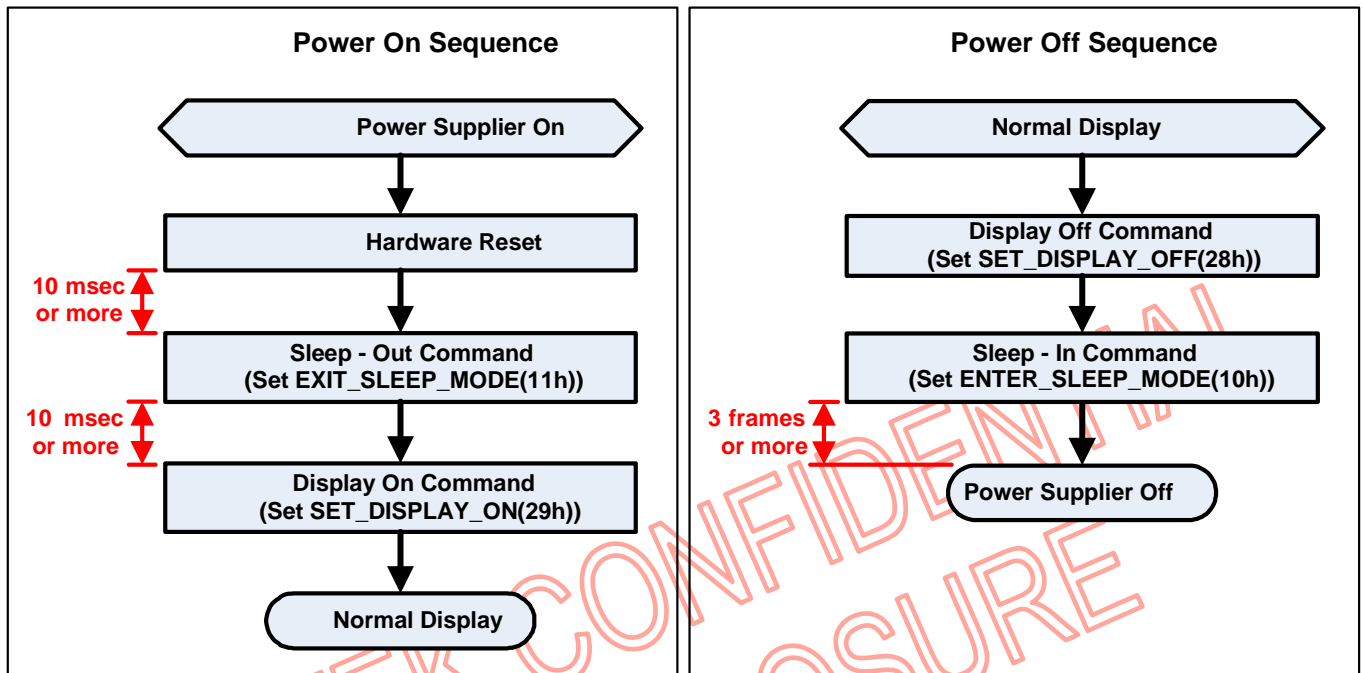 Power On Sequence
Power Supplier On
Hardware Reset
10 msec
or more
Sleep - Out Command
(Set EXIT_SLEEP_MODE(11h))
10 msec
or more
Display On Command
(Set SET_DISPLAY_ON(29h))
Normal Display
Power Off Sequence
Normal Display
Display Off Command
(Set SET_DISPLAY_OFF(28h))
Sleep - In Command
(Set ENTER_SLEEP_MODE(10h))
3 frames
or more
Power Supplier Off
CONFIDENTIAL